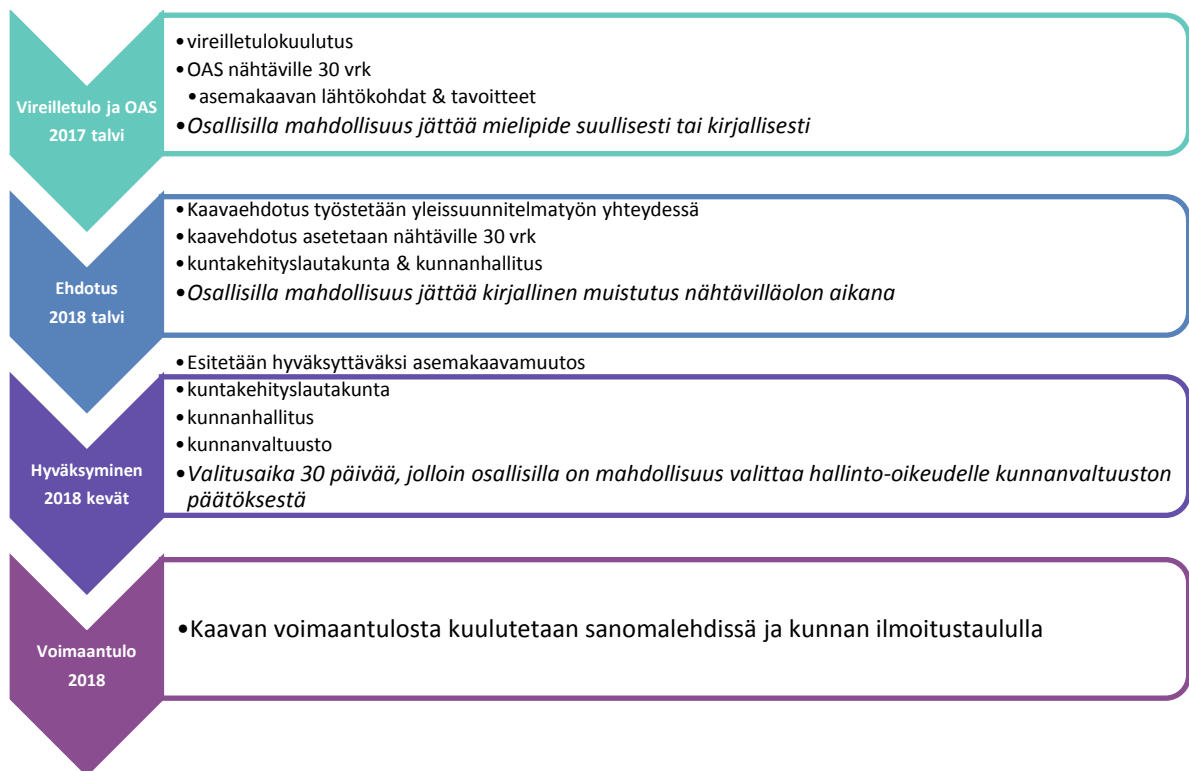 Vireilletulo ja OAS
2017 talvi
•vireilletulokuulutus
•OAS nähtäville 30 vrk
•asemakaavan lähtökohdat & tavoitteet
•Osallisilla mahdollisuus jättää mielipide suullisesti tai kirjallisesti
Ehdotus
2018 talvi
•Kaavaehdotus työstetään yleissuunnitelmatyön yhteydessä
•kaavehdotus asetetaan nähtäville 30 vrk
•kuntakehityslautakunta & kunnanhallitus
•Osallisilla mahdollisuus jättää kirjallinen muistutus nähtävilläolon aikana
Hyväksyminen
2018 kevät
•Esitetään hyväksyttäväksi asemakaavamuutos
•kuntakehityslautakunta
•kunnanhallitus
•kunnanvaltuusto
•Valitusaika 30 päivää, jolloin osallisilla on mahdollisuus valittaa hallinto-oikeudelle kunnanvaltuuston
päätöksestä
Voimaantulo
2018
•Kaavan voimaantulosta kuulutetaan sanomalehdissä ja kunnan ilmoitustaululla